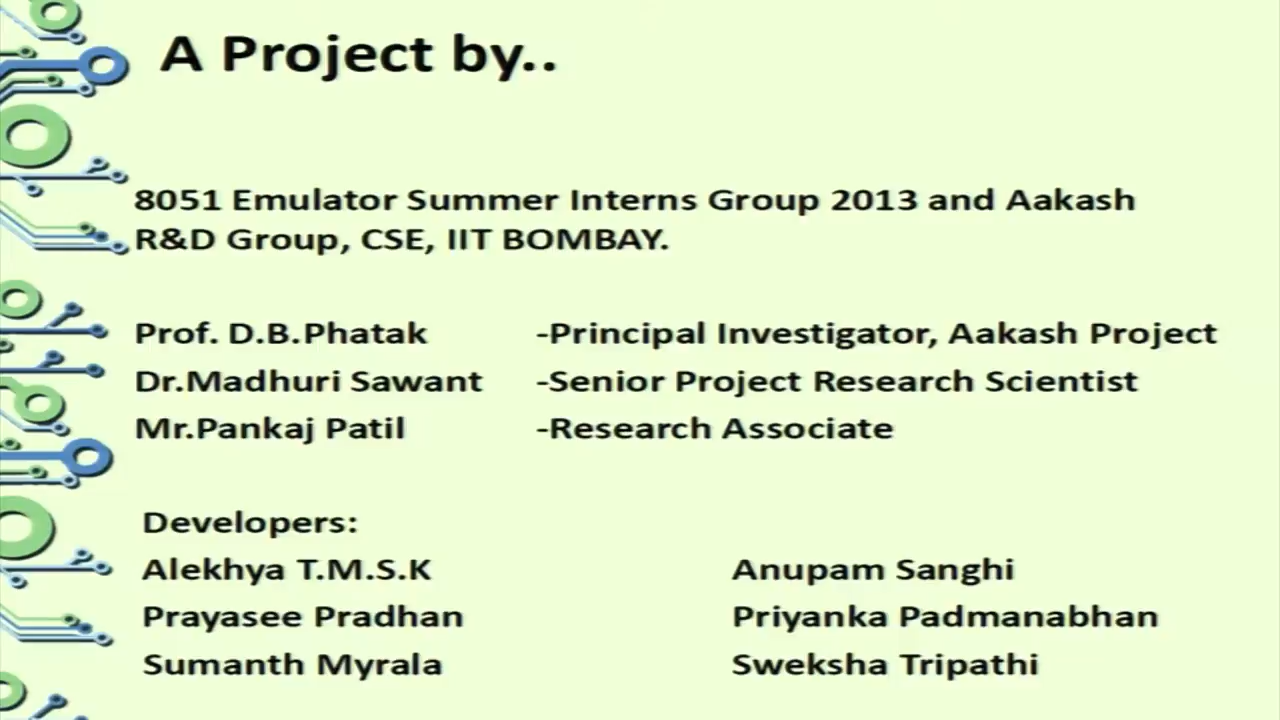 A Project by..
8051 Emulator Summer Interns Group 2013 and Aakash
R&D Group, CSE, IIT BOMBAY.
Prof. D.B.Phatak -Principal Investigator, Aakash Project
Dr.Madhuri Sawant -Senior Project Research Scientist
Mr.Pankaj Patil -Research Associate
Developers:
Alekhya T.M.S.K Anupam Sanghi
Prayasee Pradhan Priyanka Padmanabhan
Sumanth Myrala Sweksha Tripathi